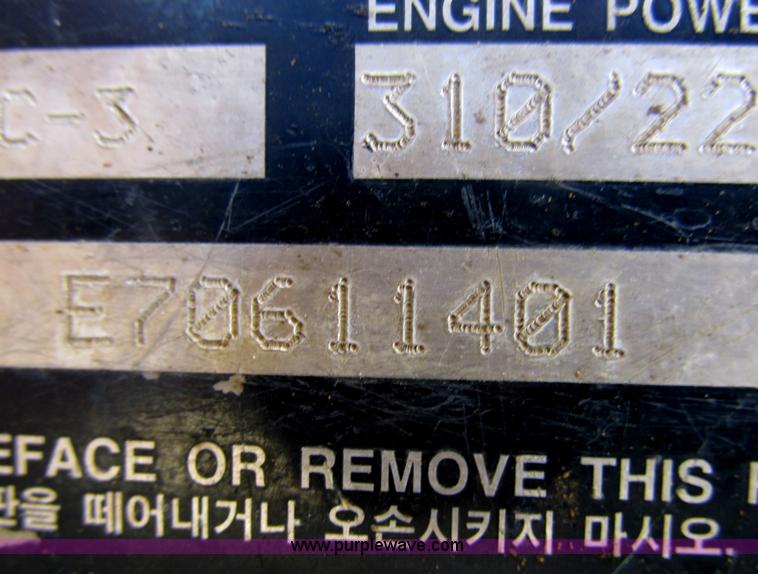 ENGINE POWE
C-3 310/22
E70611401
EFACE OR REMOVE THIS
판을 떼어내거나 오손시키지 마시오.
www.purplewave.com